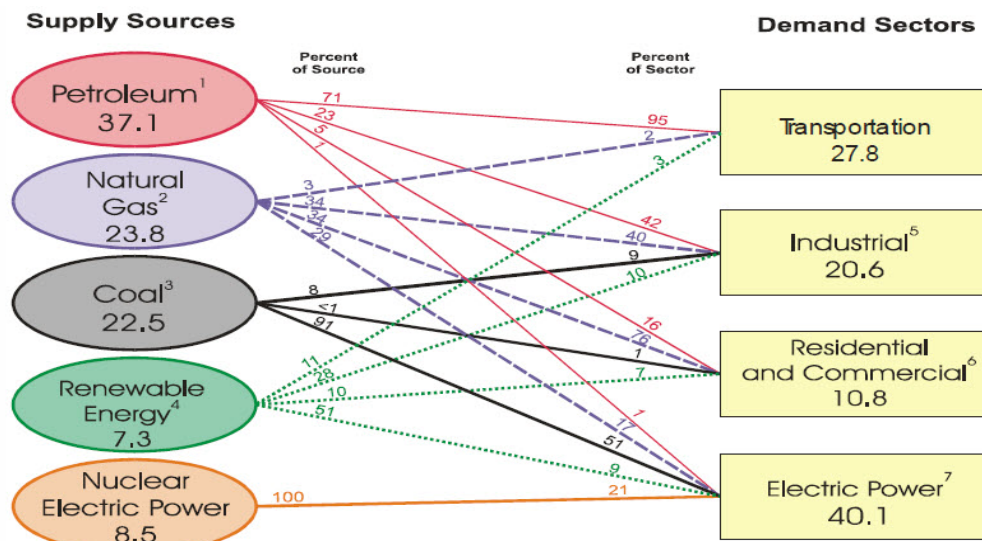 Supply Sources
Demand Sectors
Percent
of Source
Percent
of Sector
Petroleum¹
37.1
71
23
5
1
95
2
3
Transportation
27.8
Natural
Gas²
23.8
3
34
34
29
42
40
9
10
Industrial⁵
20.6
Coal³
22.5
8
<1
91
16
76
1
7
Residential
and Commercial⁶
10.8
Renewable
Energy⁴
7.3
11
28
10
51
1
17
51
9
Electric Power⁷
40.1
Nuclear
Electric Power
8.5
100
21